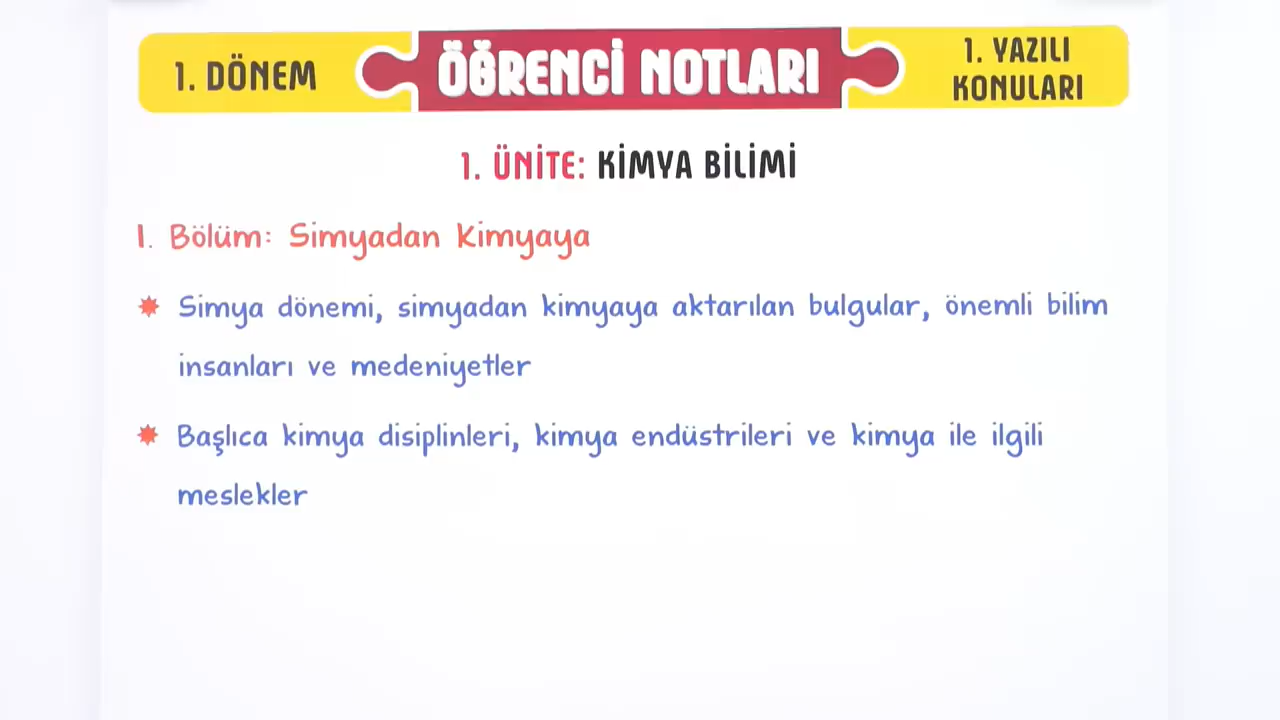 1. DÖNEM
ÖĞRENCİ NOTLARI
1. YAZILI
KONULARI
1. ÜNİTE: KİMYA BİLİMİ
1. Bölüm: Simyadan Kimyaya
Simya dönemi, simyadan kimyaya aktarılan bulgular, önemli bilim
insanları ve medeniyetler
Başlıca kimya disiplinleri, kimya endüstrileri ve kimya ile ilgili
meslekler